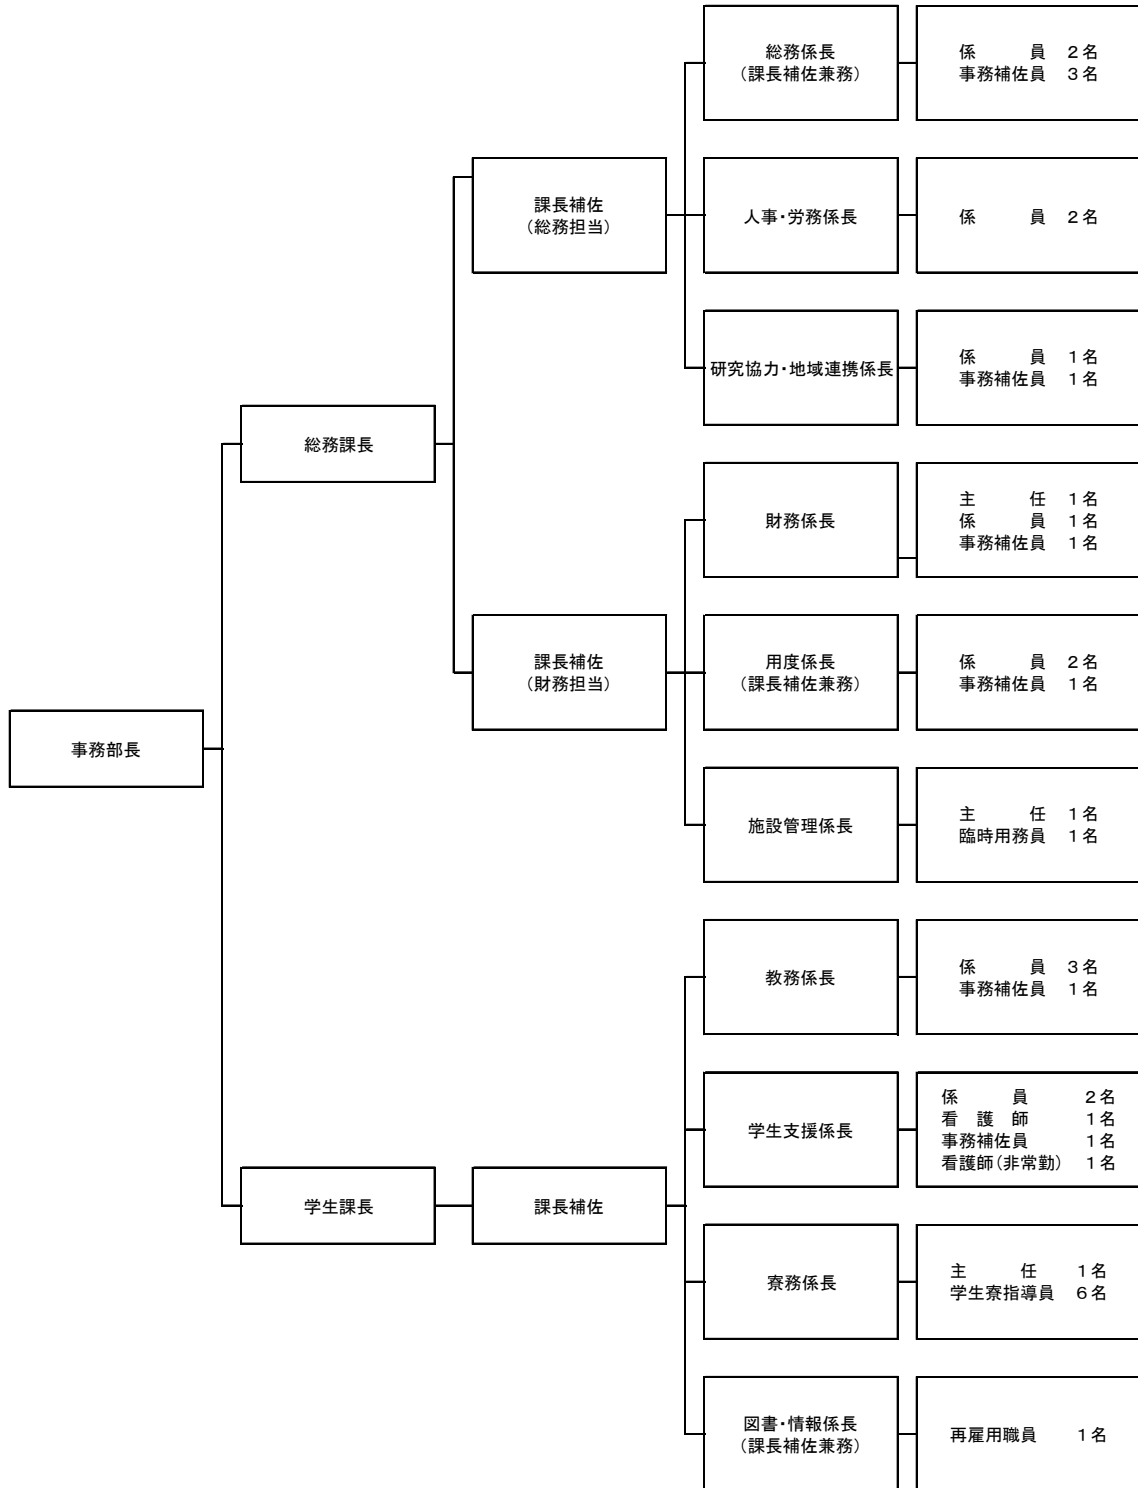 総務係長
(課長補佐兼務)
係　　　員　2名
事務補佐員　3名
課長補佐
(総務担当)
人事・労務係長
係　　　員　2名
研究協力・地域連携係長
係　　　員　1名
事務補佐員　1名
総務課長
財務係長
主　　　任　1名
係　　　員　1名
事務補佐員　1名
課長補佐
(財務担当)
用度係長
(課長補佐兼務)
係　　　員　2名
事務補佐員　1名
事務部長
施設管理係長
主　　　任　1名
臨時用務員　1名
教務係長
係　　　員　3名
事務補佐員　1名
学生支援係長
係　　　員　　　2名
看　護　師　　　1名
事務補佐員　　　1名
看護師(非常勤)　1名
学生課長
課長補佐
寮務係長
主　　　任　　1名
学生寮指導員　6名
図書・情報係長
(課長補佐兼務)
再雇用職員　　1名